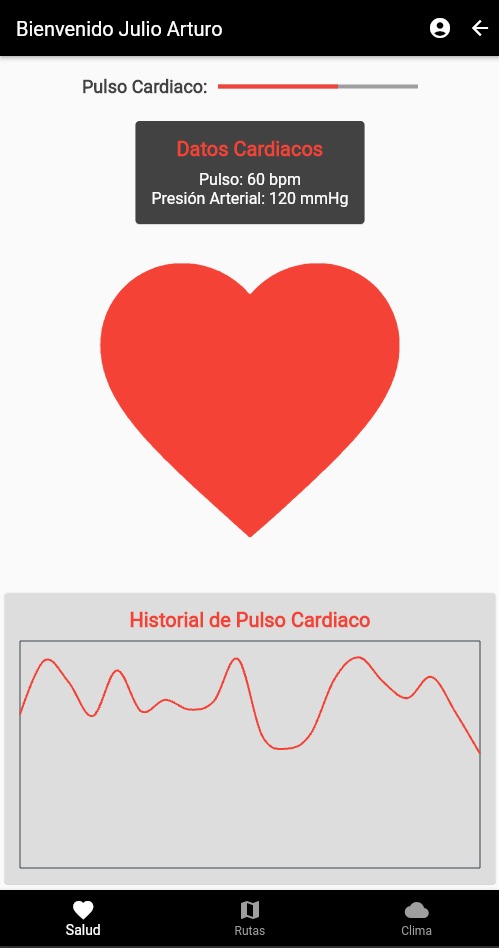 Bienvenido Julio Arturo
Pulso Cardiaco:
Datos Cardiacos
Pulso: 60 bpm
Presión Arterial: 120 mmHg
Historial de Pulso Cardiaco
Salud
Rutas
Clima